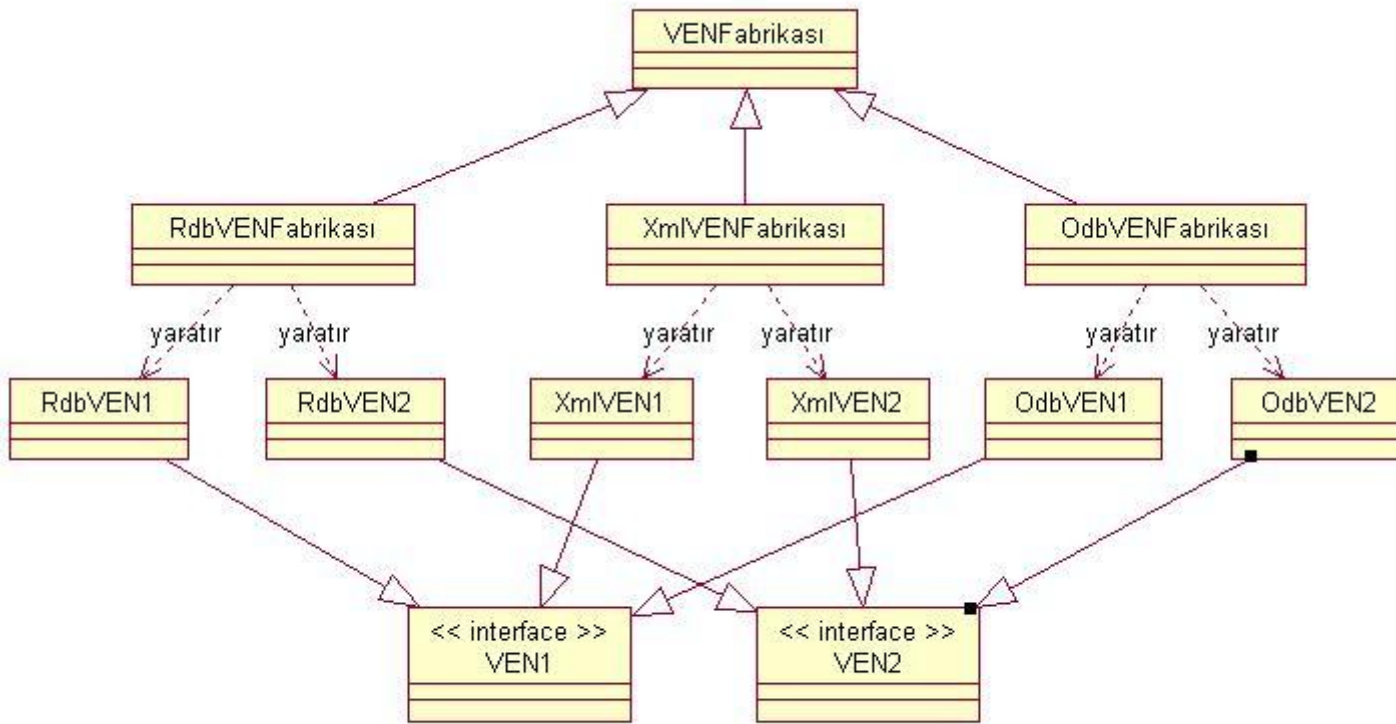 VENFabrikası
RdbVENFabrikası
XmlVENFabrikası
OdbVENFabrikası
yaratır
yaratır
yaratır
yaratır
yaratır
yaratır
RdbVEN1
RdbVEN2
XmlVEN1
XmlVEN2
OdbVEN1
OdbVEN2
<< interface >>
VEN1
<< interface >>
VEN2